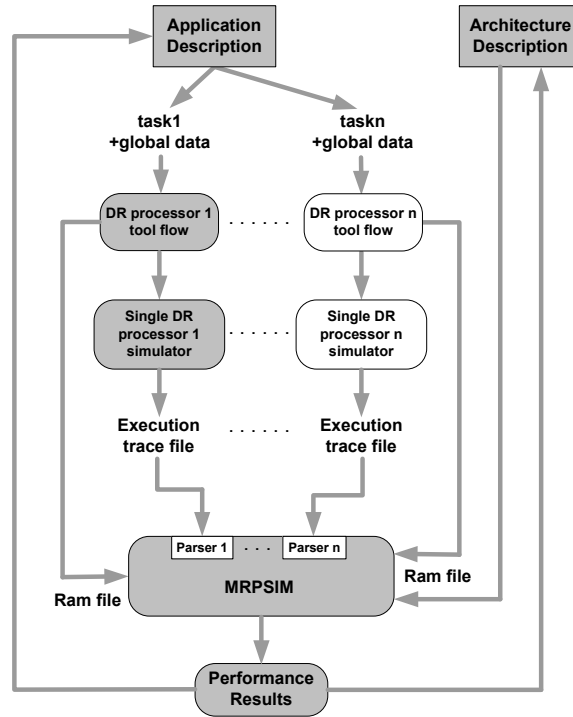 Application
Description
Architecture
Description
task1
+global data
taskn
+global data
DR processor 1
tool flow
. . . . . .
DR processor n
tool flow
Single DR
processor 1
simulator
. . . . . .
Single DR
processor n
simulator
Execution
trace file
. . . . . .
Execution
trace file
Parser 1
. . .
Parser n
MRPSIM
Ram file
Ram file
Performance
Results